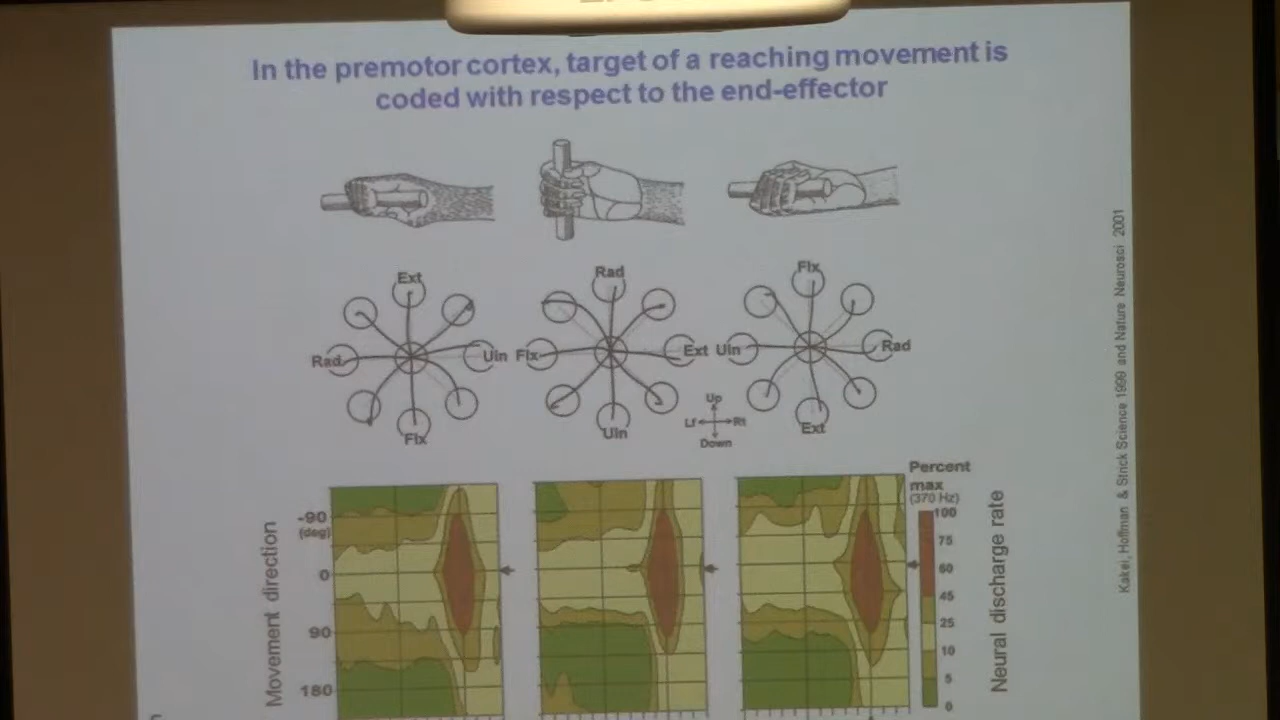 In the premotor cortex, target of a reaching movement is
coded with respect to the end-effector
Ext
Rad
Flx
Rad
Uln
Flx
Ext
Uln
Rad
Flx
Uln
Ext
Up
Lf
Rt
Down
Percent
max
(370 Hz)
100
75
60
45
25
10
5
0
-90
(deg)
0
90
180
Movement direction
Neural discharge rate
Kakei, Hoffman & Strick Science 1999 and Nature Neurosci 2001